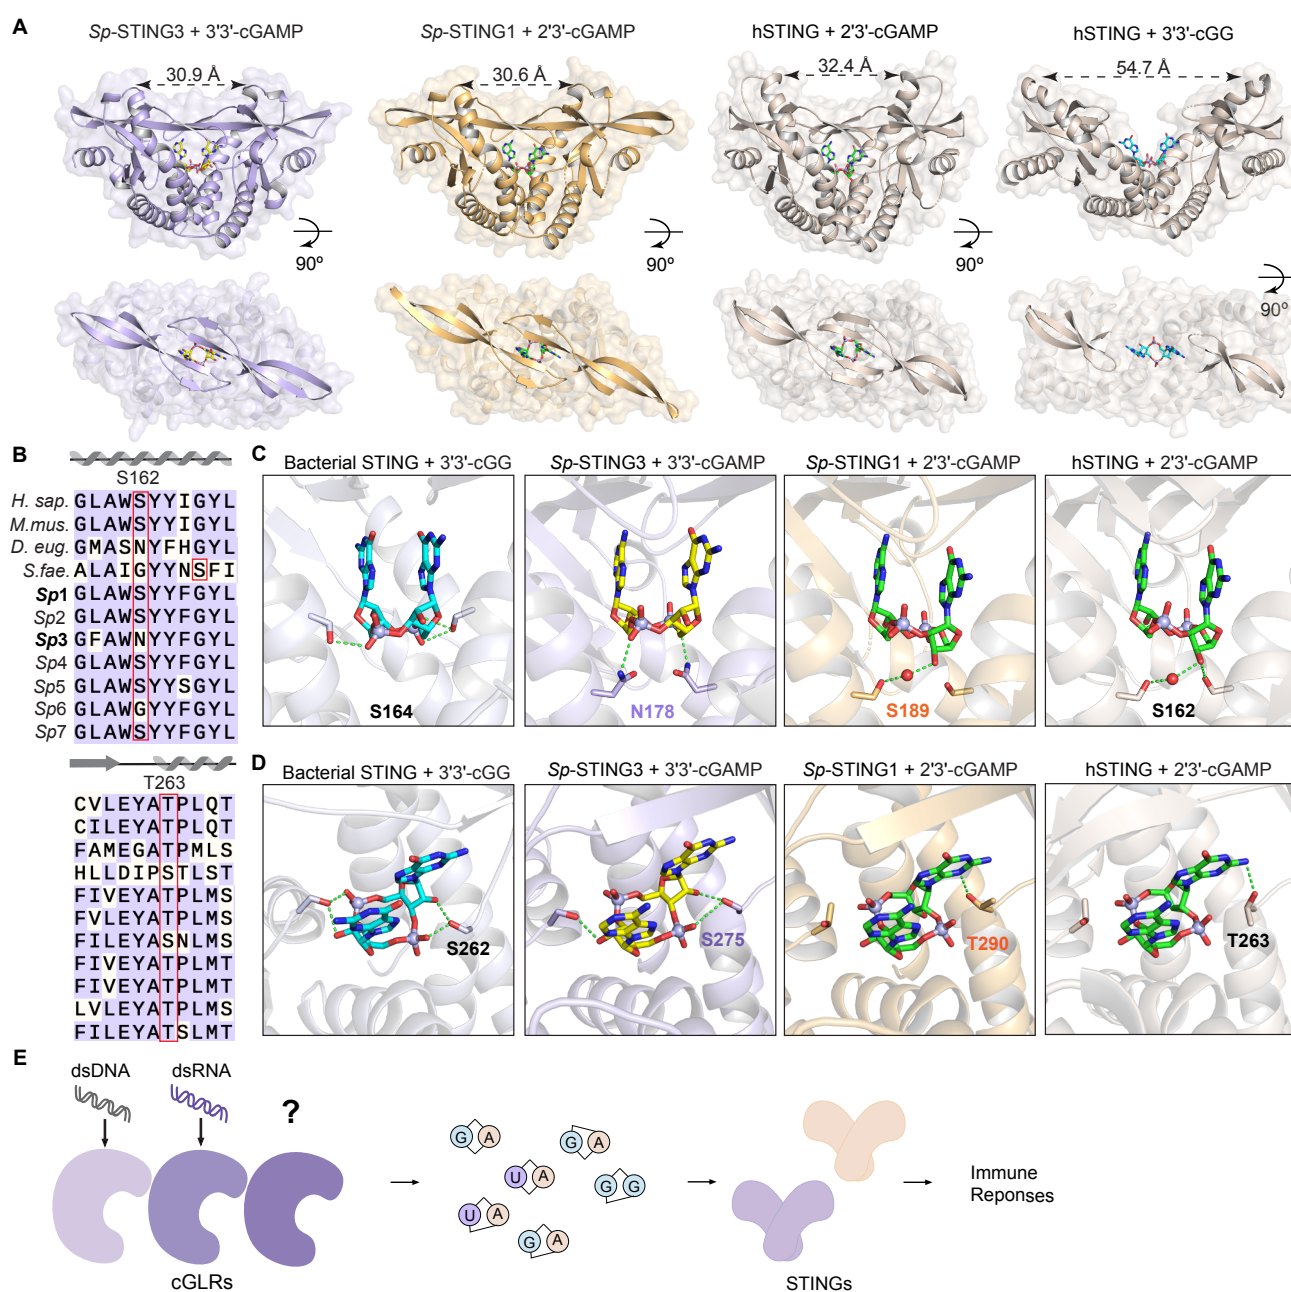 A
Sp-STING3 + 3'3'-cGAMP
Sp-STING1 + 2'3'-cGAMP
hSTING + 2'3'-cGAMP
hSTING + 3'3'-cGG
30.9 Å
30.6 Å
32.4 Å
54.7 Å
90º
90º
90º
90º
B
S162
H. sap. GLAWSYYIGYL
M.mus. GLAWSYYIGYL
D. eug. GMASNYFHGYL
S.fae. ALAIGYYNSFI
Sp1 GLAWSYYFGYL
Sp2 GLAWSYYFGYL
Sp3 GFAWNYYFGYL
Sp4 GLAWSYYFGYL
Sp5 GLAWSYYSGYL
Sp6 GLAWGYYFGYL
Sp7 GLAWSYYFGYL
T263
CVLEYATPLQT
CILEYATPLQT
FAMEGATPMLS
HLLDIPSTLST
FIVEYATPLMS
FVLEYATPLMS
FILEYASNLMS
FIVEYATPLMT
FIVEYATPLMT
LVLEYATPLMS
FILEYATSLMT
C
Bacterial STING + 3'3'-cGG
Sp-STING3 + 3'3'-cGAMP
Sp-STING1 + 2'3'-cGAMP
hSTING + 2'3'-cGAMP
S164
N178
S189
S162
D
Bacterial STING + 3'3'-cGG
Sp-STING3 + 3'3'-cGAMP
Sp-STING1 + 2'3'-cGAMP
hSTING + 2'3'-cGAMP
S262
S275
T290
T263
E
dsDNA
dsRNA
?
cGLRs
G A
G A
U A
G G
U A
G A
STINGs
Immune
Reponses